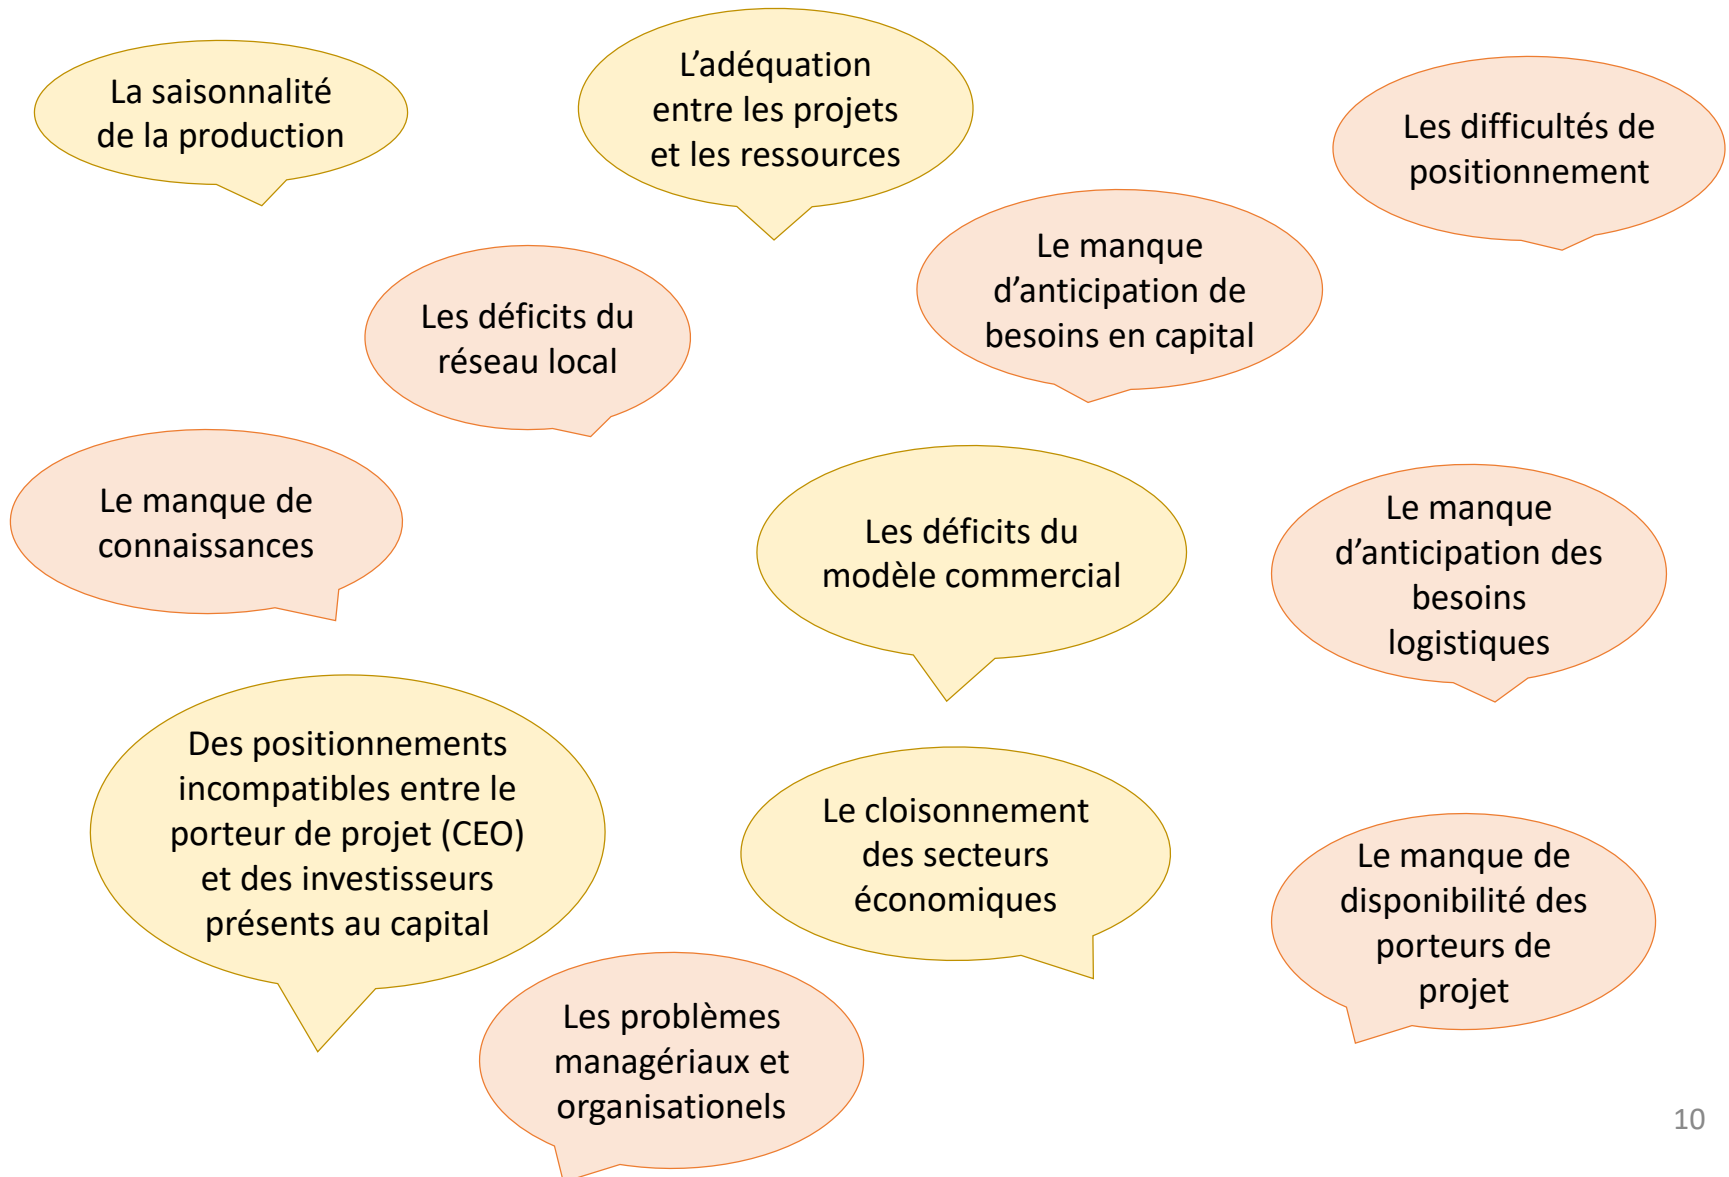 La saisonnalité
de la production
L’adéquation
entre les projets
et les ressources
Les difficultés de
positionnement
Le manque
d’anticipation de
besoins en capital
Les déficits du
réseau local
Le manque de
connaissances
Les déficits du
modèle commercial
Le manque
d’anticipation des
besoins
logistiques
Des positionnements
incompatibles entre le
porteur de projet (CEO)
et des investisseurs
présents au capital
Le cloisonnement
des secteurs
économiques
Le manque de
disponibilité des
porteurs de
projet
Les problèmes
managériaux et
organisationels
10